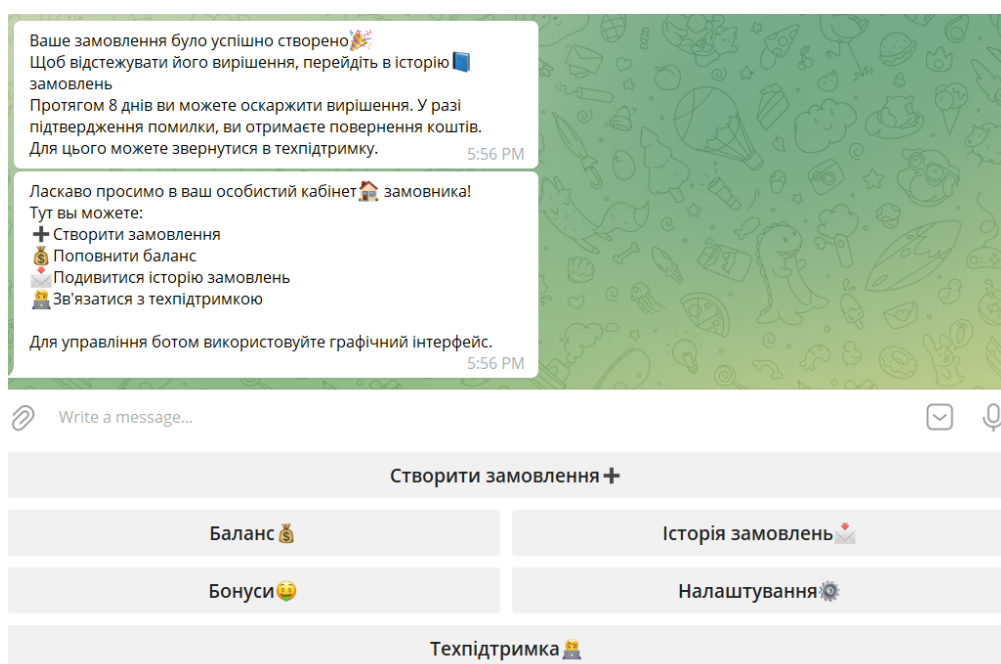 Ваше замовлення було успішно створено🎉
Щоб відстежувати його вирішення, перейдіть в історію📘
замовлень
Протягом 8 днів ви можете оскаржити вирішення. У разі
підтвердження помилки, ви отримаєте повернення коштів.
Для цього можете звернутися в техпідтримку.
5:56 PM
Ласкаво просимо в ваш особистий кабінет🏠 замовника!
Тут вы можете:
➕Створити замовлення
💰Поповнити баланс
📩Подивитися історію замовлень
👨‍💻Зв'язатися з техпідтримкою
Для управління ботом використовуйте графічний інтерфейс.
5:56 PM
Write a message...
Створити замовлення➕
Баланс💰
Історія замовлень📩
Бонуси🤑
Налаштування⚙️
Техпідтримка👨‍💻